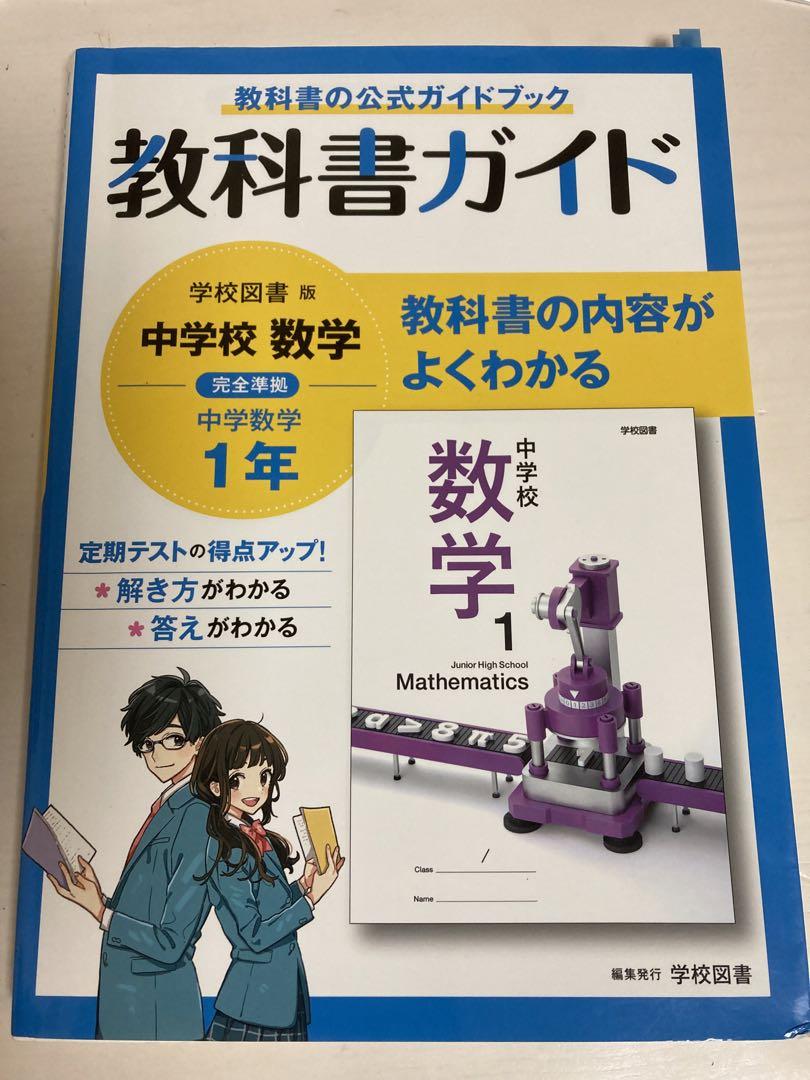 教科書の公式ガイドブック
教科書ガイド
学校図書 版
中学校 数学
完全準拠
中学数学
1年
教科書の内容が
よくわかる
定期テストの得点アップ!
*解き方がわかる
*答えがわかる
学校図書
中学校
数学1
Junior High School
Mathematics
a>8π5
Class /
Name
編集発行 学校図書